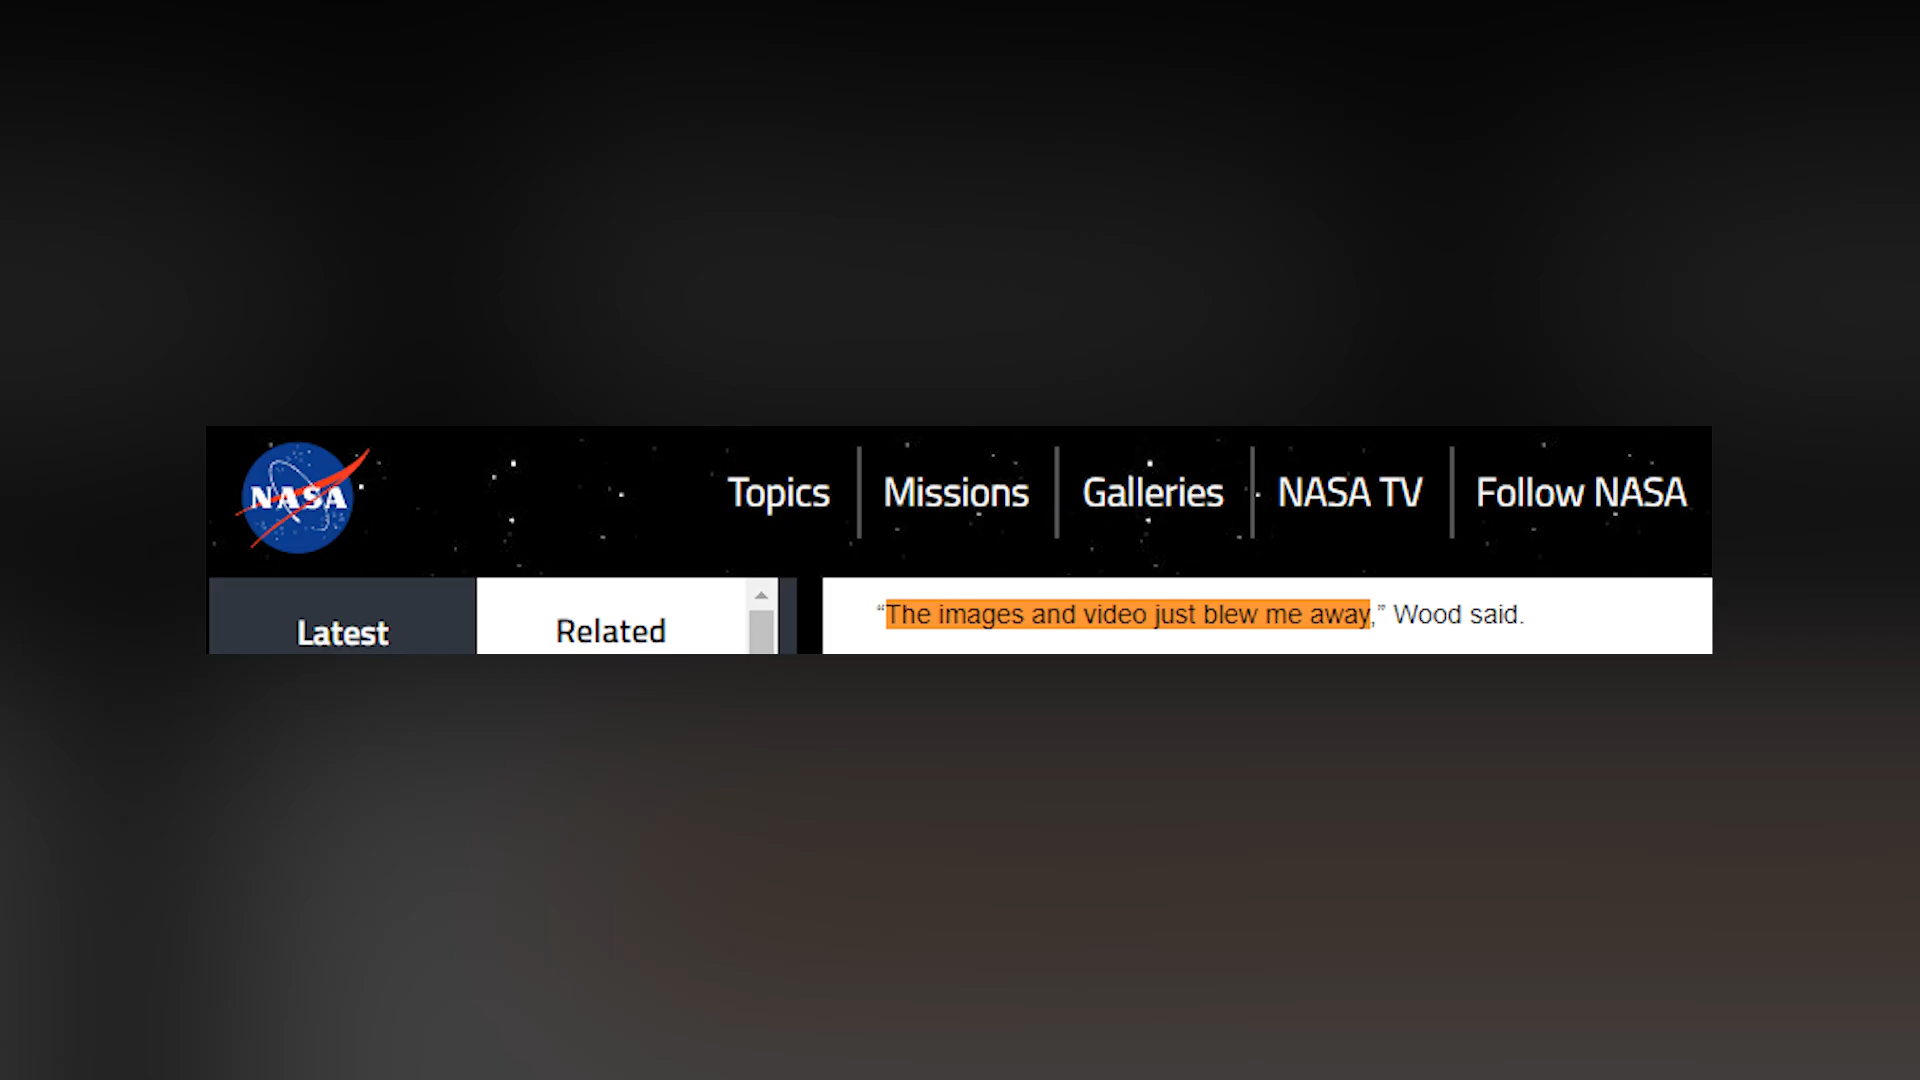 NASA
Topics
Missions
Galleries
NASA TV
Follow NASA
Latest
Related
“The images and video just blew me away,” Wood said.